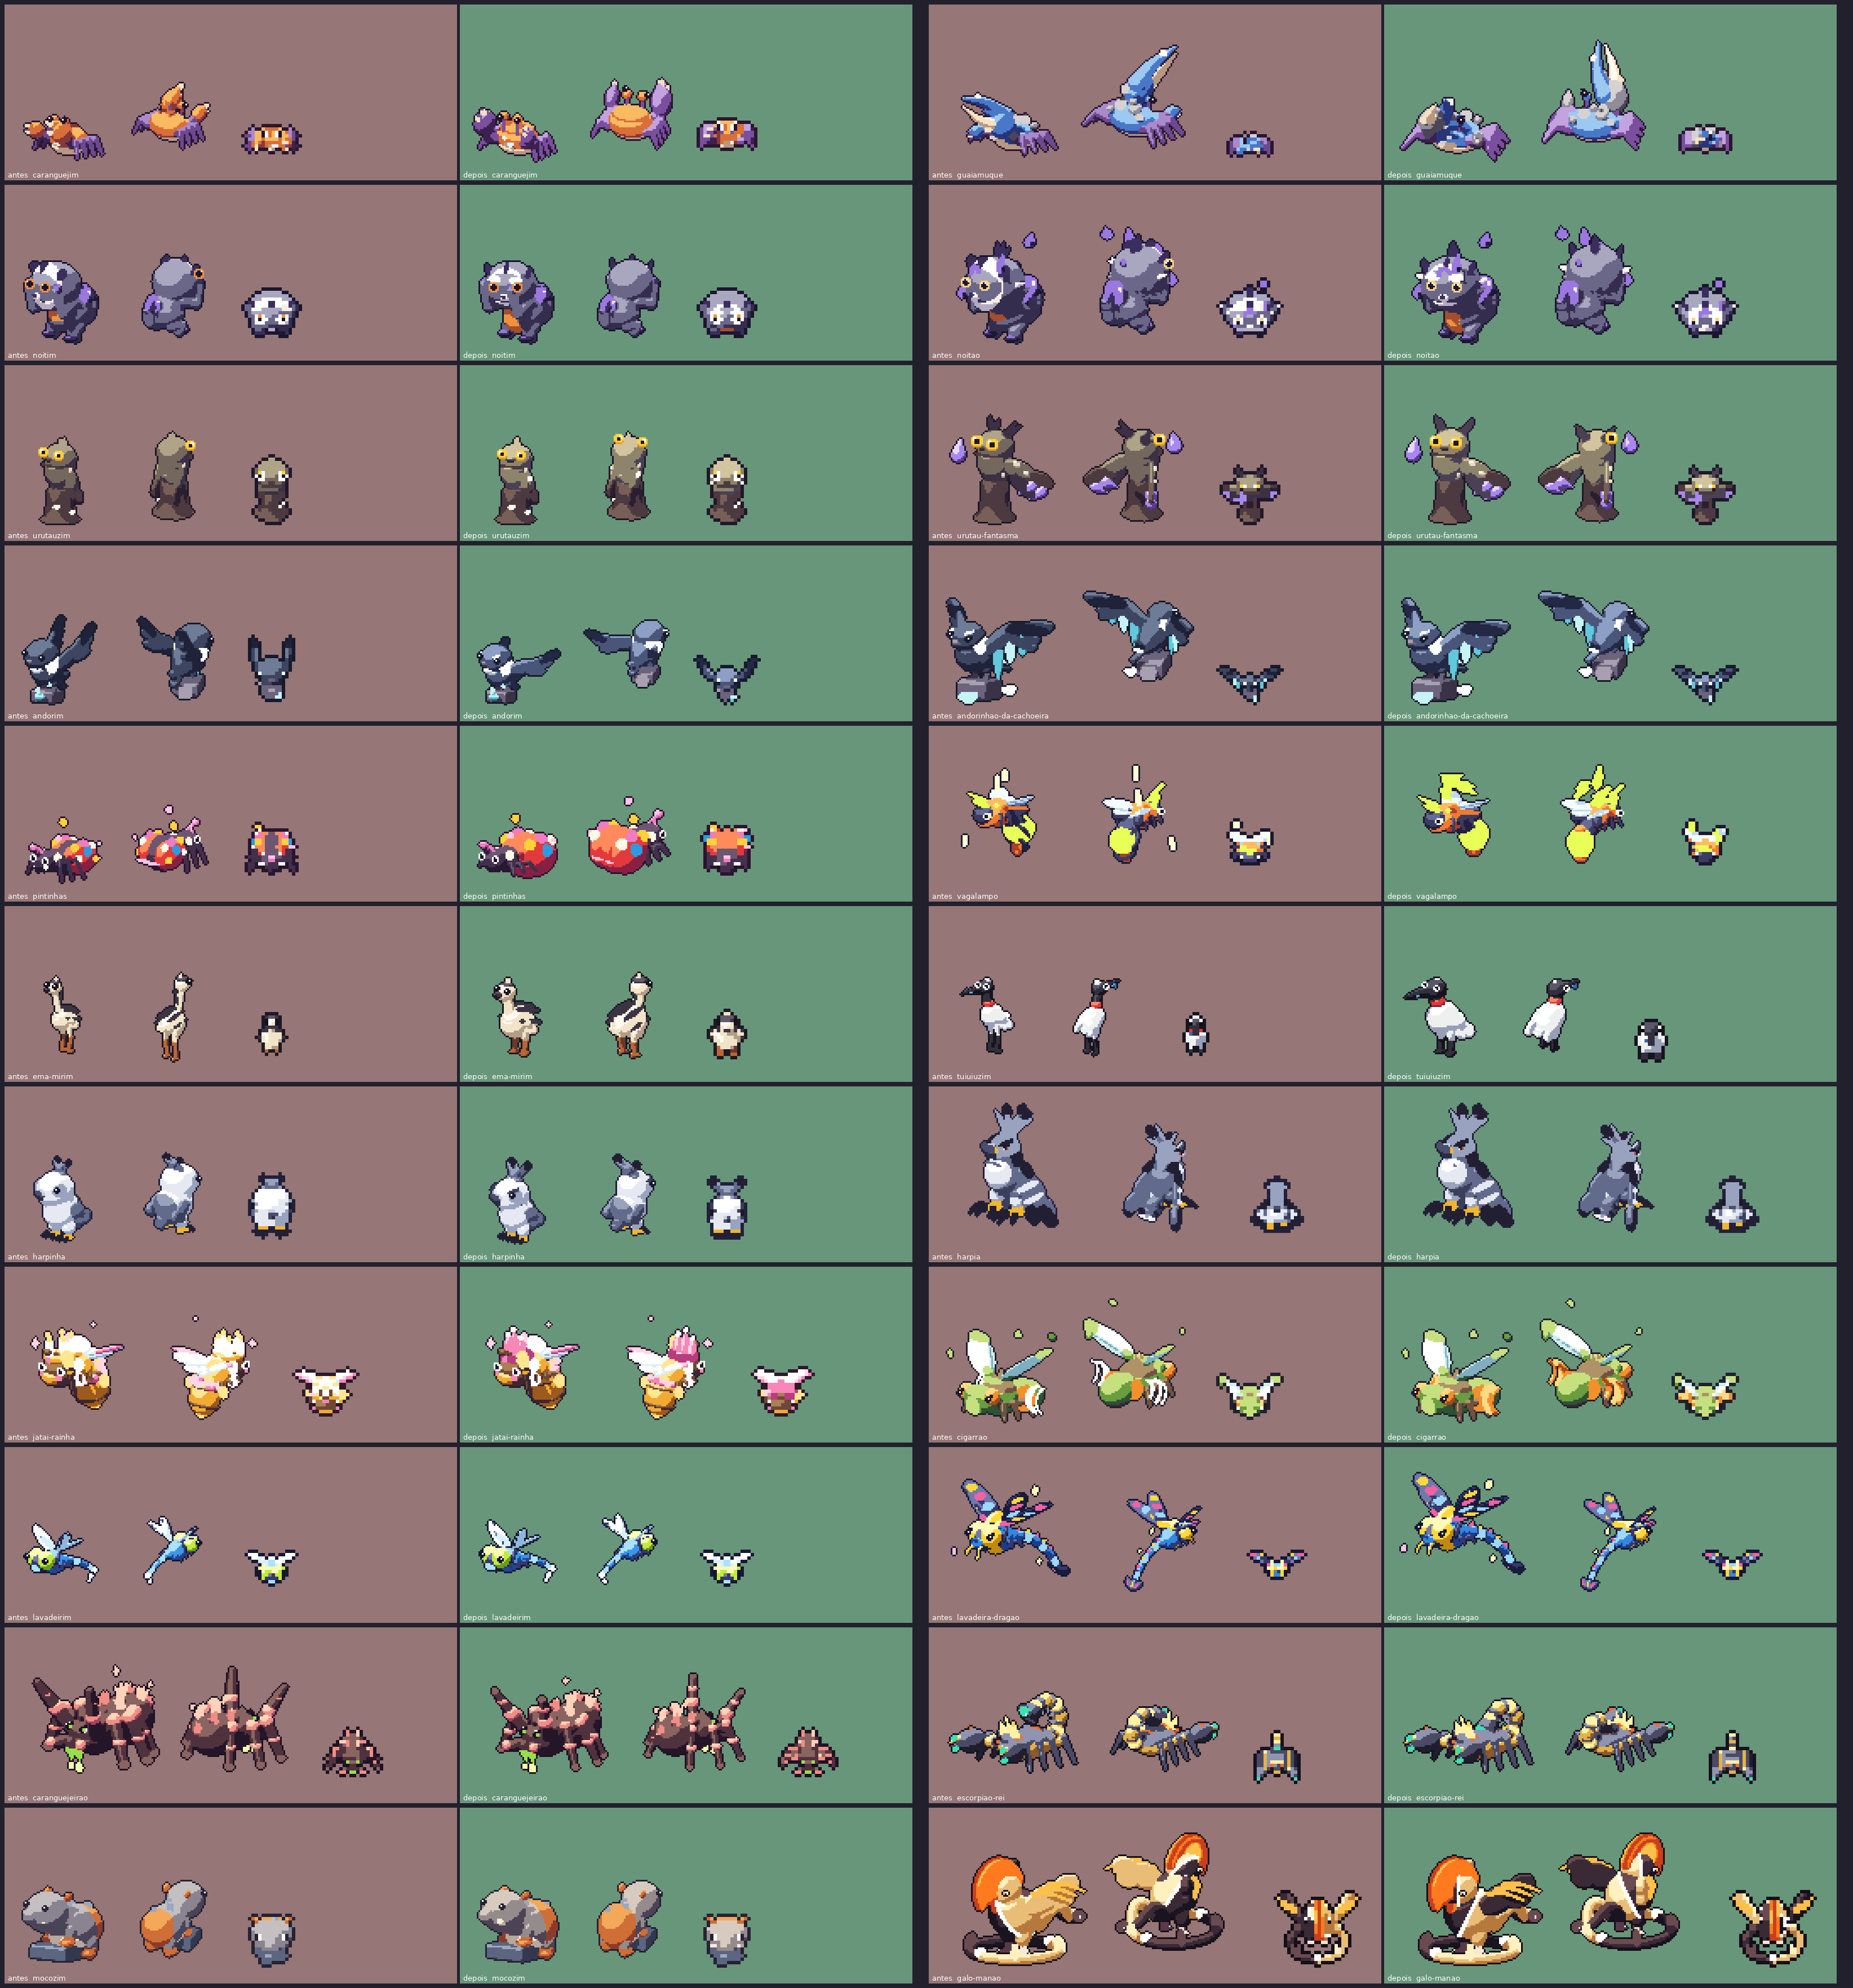 antes caranguejim
depois caranguejim
antes guaiamuque
depois guaiamuque
antes noitim
depois noitim
antes noitao
depois noitao
antes urutauzim
depois urutauzim
antes urutau-fantasma
depois urutau-fantasma
antes andorim
depois andorim
antes andorinhao-da-cachoeira
depois andorinhao-da-cachoeira
antes pintinhas
depois pintinhas
antes vagalampo
depois vagalampo
antes ema-mirim
depois ema-mirim
antes tuiuiuzim
depois tuiuiuzim
antes harpinha
depois harpinha
antes harpia
depois harpia
antes jatai-rainha
depois jatai-rainha
antes cigarrao
depois cigarrao
antes lavadeirim
depois lavadeirim
antes lavadeira-dragao
depois lavadeira-dragao
antes caranguejeirao
depois caranguejeirao
antes escorpiao-rei
depois escorpiao-rei
antes mocozim
depois mocozim
antes galo-manao
depois galo-manao